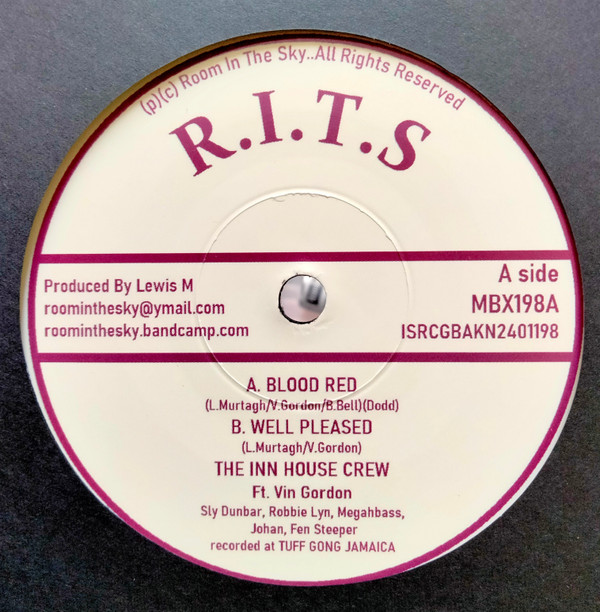 (p)(c) Room In The Sky..All Rights Reserved
R.I.T.S
Produced By Lewis M
roominthesky@ymail.com
roominthesky.bandcamp.com
A side
MBX198A
ISRCGBAKN2401198
A. BLOOD RED
(L.Murtagh/V.Gordon/B.Bell)(Dodd)
B. WELL PLEASED
(L.Murtagh/V.Gordon)
THE INN HOUSE CREW
Ft. Vin Gordon
Sly Dunbar, Robbie Lyn, Megahbass,
Johan, Fen Steeper
recorded at TUFF GONG JAMAICA